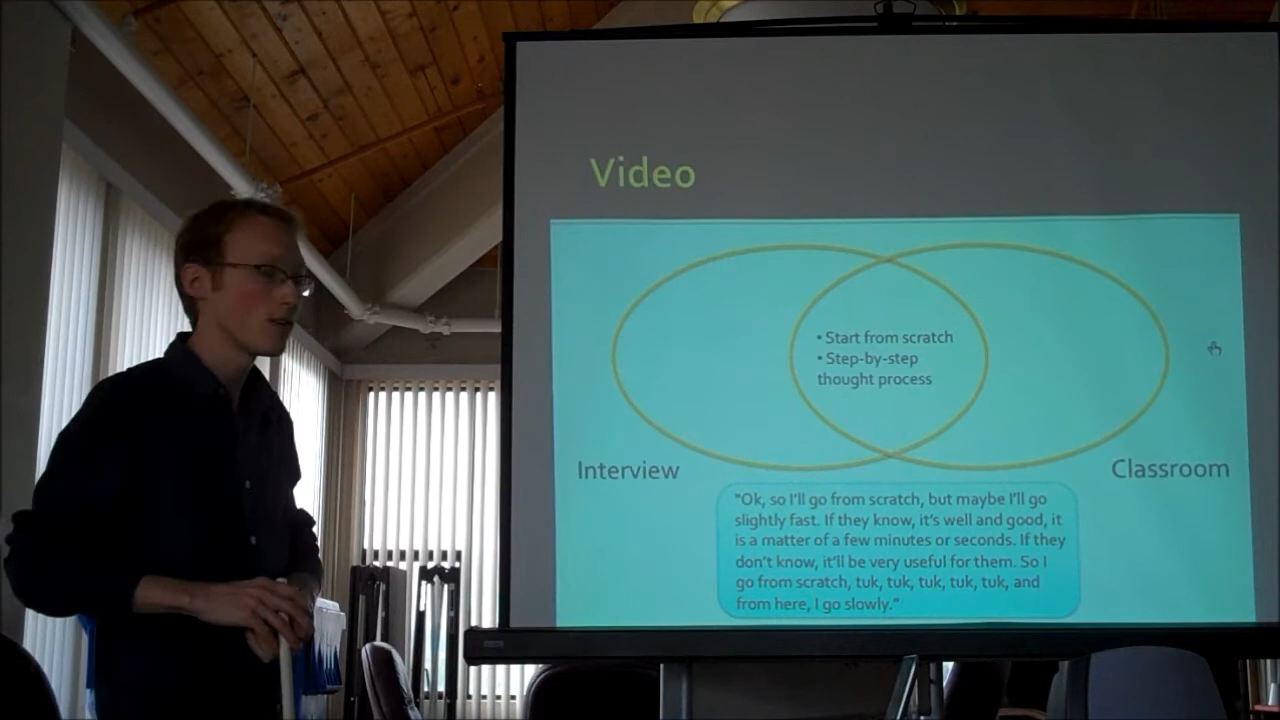 Video
• Start from scratch
• Step-by-step
thought process
Interview
Classroom
"Ok, so I'll go from scratch, but maybe I'll go
slightly fast. If they know, it's well and good, it
is a matter of a few minutes or seconds. If they
don't know, it'll be very useful for them. So I
go from scratch, tuk, tuk, tuk, tuk, tuk, and
from here, I go slowly."